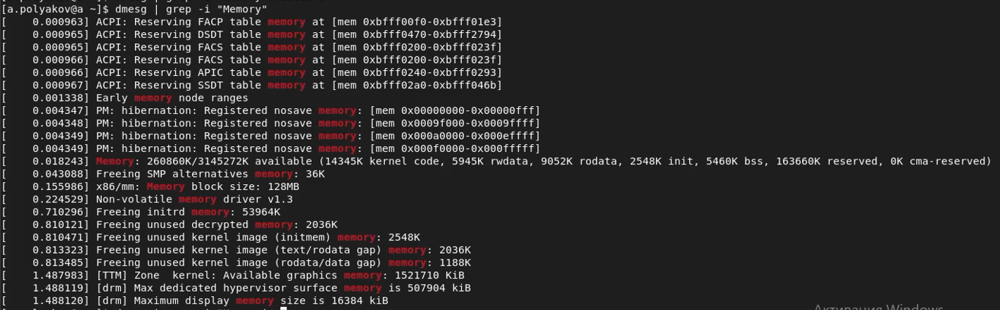 [a.polyakov@a ~]$ dmesg | grep -i "Memory"
[    0.000963] ACPI: Reserving FACP table memory at [mem 0xbfff00f0-0xbfff01e3]
[    0.000965] ACPI: Reserving DSDT table memory at [mem 0xbfff0470-0xbfff2794]
[    0.000965] ACPI: Reserving FACS table memory at [mem 0xbfff0200-0xbfff023f]
[    0.000966] ACPI: Reserving FACS table memory at [mem 0xbfff0200-0xbfff023f]
[    0.000966] ACPI: Reserving APIC table memory at [mem 0xbfff0240-0xbfff0293]
[    0.000967] ACPI: Reserving SSDT table memory at [mem 0xbfff02a0-0xbfff046b]
[    0.001338] Early memory node ranges
[    0.004347] PM: hibernation: Registered nosave memory: [mem 0x00000000-0x00000fff]
[    0.004348] PM: hibernation: Registered nosave memory: [mem 0x0009f000-0x0009ffff]
[    0.004349] PM: hibernation: Registered nosave memory: [mem 0x000a0000-0x000effff]
[    0.004349] PM: hibernation: Registered nosave memory: [mem 0x000f0000-0x000fffff]
[    0.018243] Memory: 260860K/3145272K available (14345K kernel code, 5945K rwdata, 9052K rodata, 2548K init, 5460K bss, 163660K reserved, 0K cma-reserved)
[    0.043088] Freeing SMP alternatives memory: 36K
[    0.155986] x86/mm: Memory block size: 128MB
[    0.224529] Non-volatile memory driver v1.3
[    0.710296] Freeing initrd memory: 53964K
[    0.810121] Freeing unused decrypted memory: 2036K
[    0.810471] Freeing unused kernel image (initmem) memory: 2548K
[    0.813323] Freeing unused kernel image (text/rodata gap) memory: 2036K
[    0.813485] Freeing unused kernel image (rodata/data gap) memory: 1188K
[    1.487983] [TTM] Zone  kernel: Available graphics memory: 1521710 KiB
[    1.488119] [drm] Max dedicated hypervisor surface memory is 507904 kiB
[    1.488120] [drm] Maximum display memory size is 16384 kiB
Активация Windows